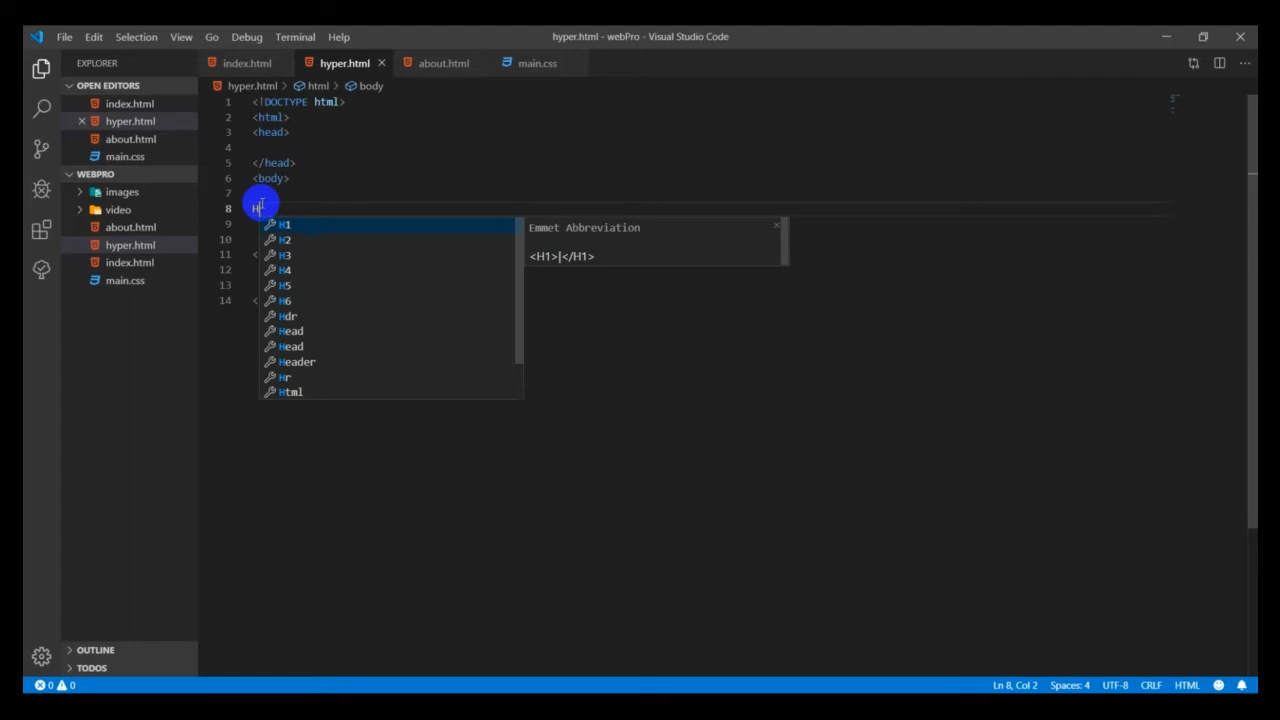 File Edit Selection View Go Debug Terminal Help
hyper.html - webPro - Visual Studio Code
EXPLORER
OPEN EDITORS
index.html
hyper.html
about.html
main.css
WEBPRO
images
video
about.html
hyper.html
index.html
main.css
OUTLINE
TODOS
index.html hyper.html about.html main.css
hyper.html > html > body
1 <!DOCTYPE html>
2 <html>
3 <head>
4
5 </head>
6 <body>
7
8 H
9
10
11 <
12
13
14 <
H1
H2
H3
H4
H5
H6
Hdr
Head
Head
Header
Hr
Html
Emmet Abbreviation
<H1>|</H1>
0 0
Ln 8, Col 2 Spaces: 4 UTF-8 CRLF HTML